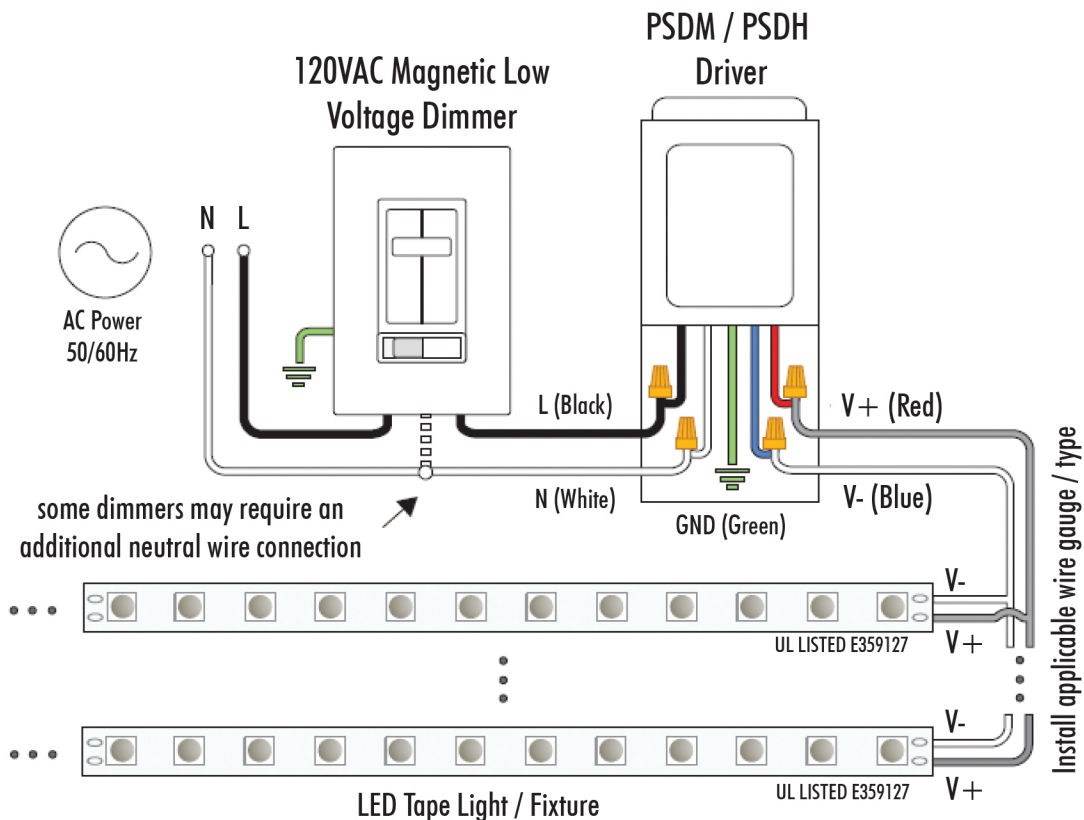 PSDM / PSDH
Driver
120VAC Magnetic Low
Voltage Dimmer
N L
AC Power
50/60Hz
L (Black)
V+ (Red)
N (White)
V- (Blue)
GND (Green)
some dimmers may require an
additional neutral wire connection
Install applicable wire gauge / type
V-
UL LISTED E359127
V+
V-
UL LISTED E359127
V+
LED Tape Light / Fixture